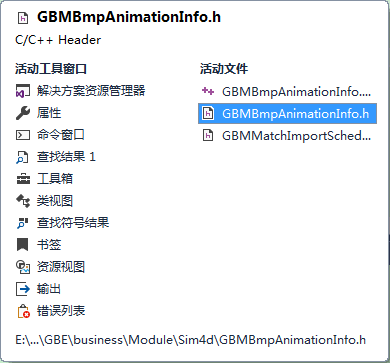 GBMBmpAnimationInfo.h
C/C++ Header
活动工具窗口
解决方案资源管理器
属性
命令窗口
查找结果 1
工具箱
类视图
查找符号结果
书签
资源视图
输出
错误列表
活动文件
GBMBmpAnimationInfo....
GBMBmpAnimationInfo.h
GBMMatchImportSched...
E:\...\GBE\business\Module\Sim4d\GBMBmpAnimationInfo.h